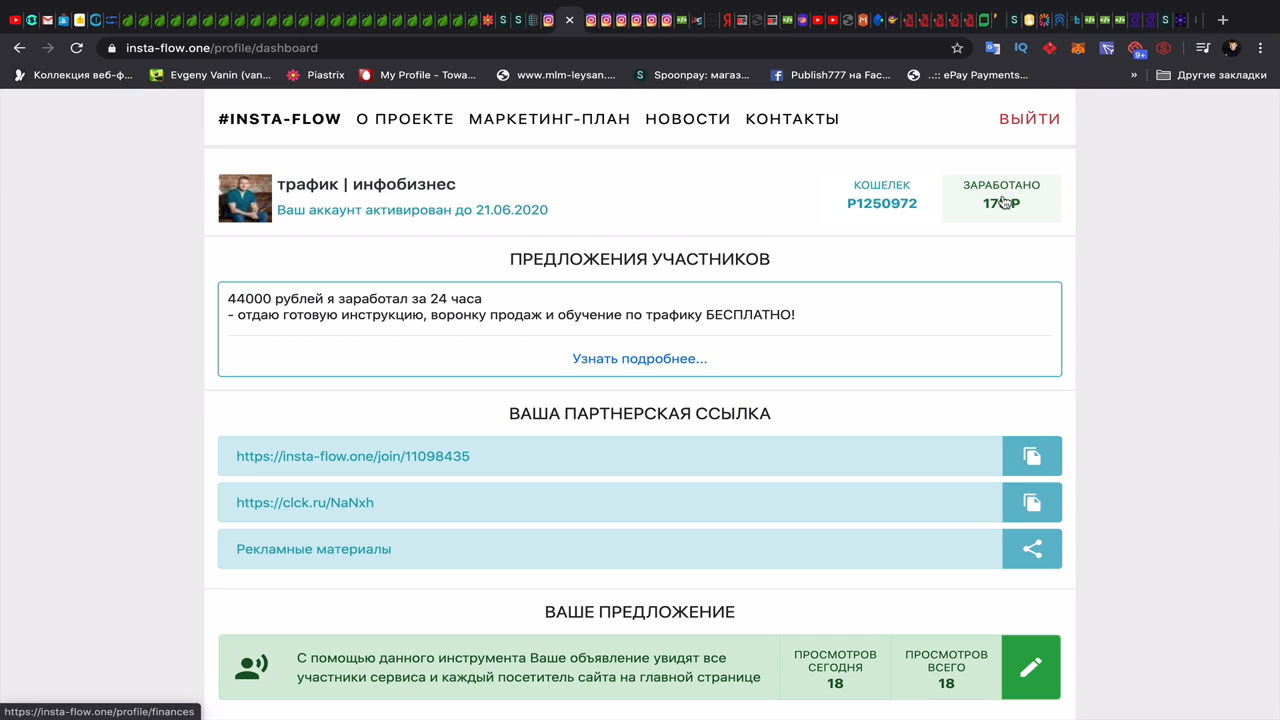 insta-flow.one/profile/dashboard
Коллекция веб-ф...
Evgeny Vanin (van...
Piastrix
My Profile - Towa...
www.mlm-leysan.
Spoonpay: магаз...
Publish777 на Fac...
..:: ePay Payments...
»
Другие закладки
9+
#INSTA-FLOW О ПРОЕКТЕ МАРКЕТИНГ-ПЛАН НОВОСТИ КОНТАКТЫ ВЫЙТИ
трафик | инфобизнес
Ваш аккаунт активирован до 21.06.2020
КОШЕЛЕК
P1250972
ЗАРАБОТАНО
ПРЕДЛОЖЕНИЯ УЧАСТНИКОВ
44000 рублей я заработал за 24 часа
- отдаю готовую инструкцию, воронку продаж и обучение по трафику БЕСПЛАТНО!
Узнать подробнее...
ВАША ПАРТНЕРСКАЯ ССЫЛКА
https://insta-flow.one/join/11098435
https://clck.ru/NaNxh
Рекламные материалы
ВАШЕ ПРЕДЛОЖЕНИЕ
С помощью данного инструмента Ваше объявление увидят все
участники сервиса и каждый посетитель сайта на главной странице
ПРОСМОТРОВ
СЕГОДНЯ
18
ПРОСМОТРОВ
ВСЕГО
18
https://insta-flow.one/profile/finances